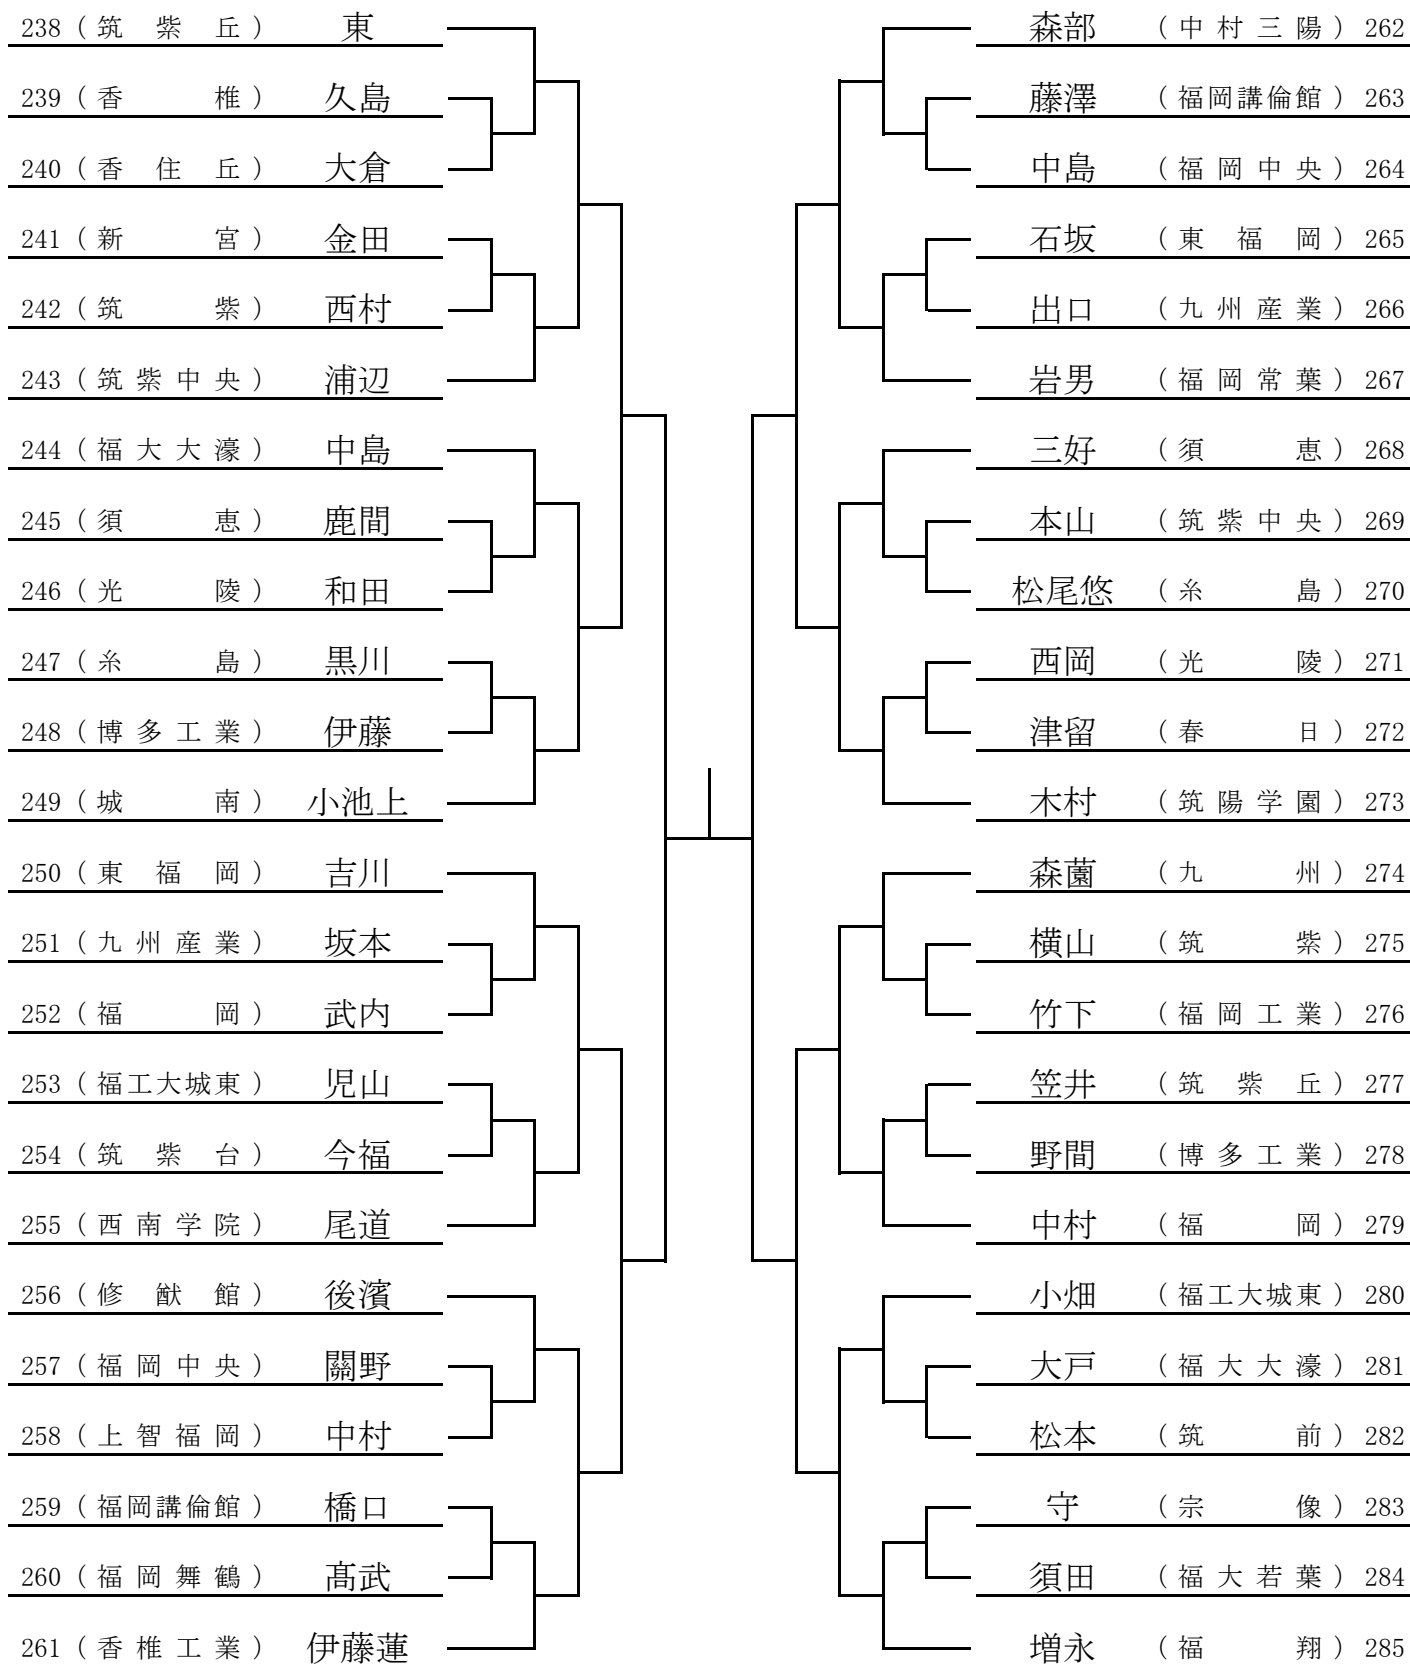 238 ( 筑 紫 丘 ) 東
239 ( 香 椎 ) 久島
240 ( 香 住 丘 ) 大倉
241 ( 新 宮 ) 金田
242 ( 筑 紫 ) 西村
243 ( 筑 紫 中 央 ) 浦辺
244 ( 福 大 大 濠 ) 中島
245 ( 須 恵 ) 鹿間
246 ( 光 陵 ) 和田
247 ( 糸 島 ) 黒川
248 ( 博 多 工 業 ) 伊藤
249 ( 城 南 ) 小池上
250 ( 東 福 岡 ) 吉川
251 ( 九 州 産 業 ) 坂本
252 ( 福 岡 ) 武内
253 ( 福工大城東 ) 児山
254 ( 筑 紫 台 ) 今福
255 ( 西 南 学 院 ) 尾道
256 ( 修 猷 館 ) 後濱
257 ( 福 岡 中 央 ) 關野
258 ( 上 智 福 岡 ) 中村
259 ( 福岡講倫館 ) 橋口
260 ( 福 岡 舞 鶴 ) 髙武
261 ( 香 椎 工 業 ) 伊藤蓮
森部 ( 中 村 三 陽 ) 262
藤澤 ( 福岡講倫館 ) 263
中島 ( 福 岡 中 央 ) 264
石坂 ( 東 福 岡 ) 265
出口 ( 九 州 産 業 ) 266
岩男 ( 福 岡 常 葉 ) 267
三好 ( 須 恵 ) 268
本山 ( 筑 紫 中 央 ) 269
松尾悠 ( 糸 島 ) 270
西岡 ( 光 陵 ) 271
津留 ( 春 日 ) 272
木村 ( 筑 陽 学 園 ) 273
森薗 ( 九 州 ) 274
横山 ( 筑 紫 ) 275
竹下 ( 福 岡 工 業 ) 276
笠井 ( 筑 紫 丘 ) 277
野間 ( 博 多 工 業 ) 278
中村 ( 福 岡 ) 279
小畑 ( 福工大城東 ) 280
大戸 ( 福 大 大 濠 ) 281
松本 ( 筑 前 ) 282
守 ( 宗 像 ) 283
須田 ( 福 大 若 葉 ) 284
増永 ( 福 翔 ) 285